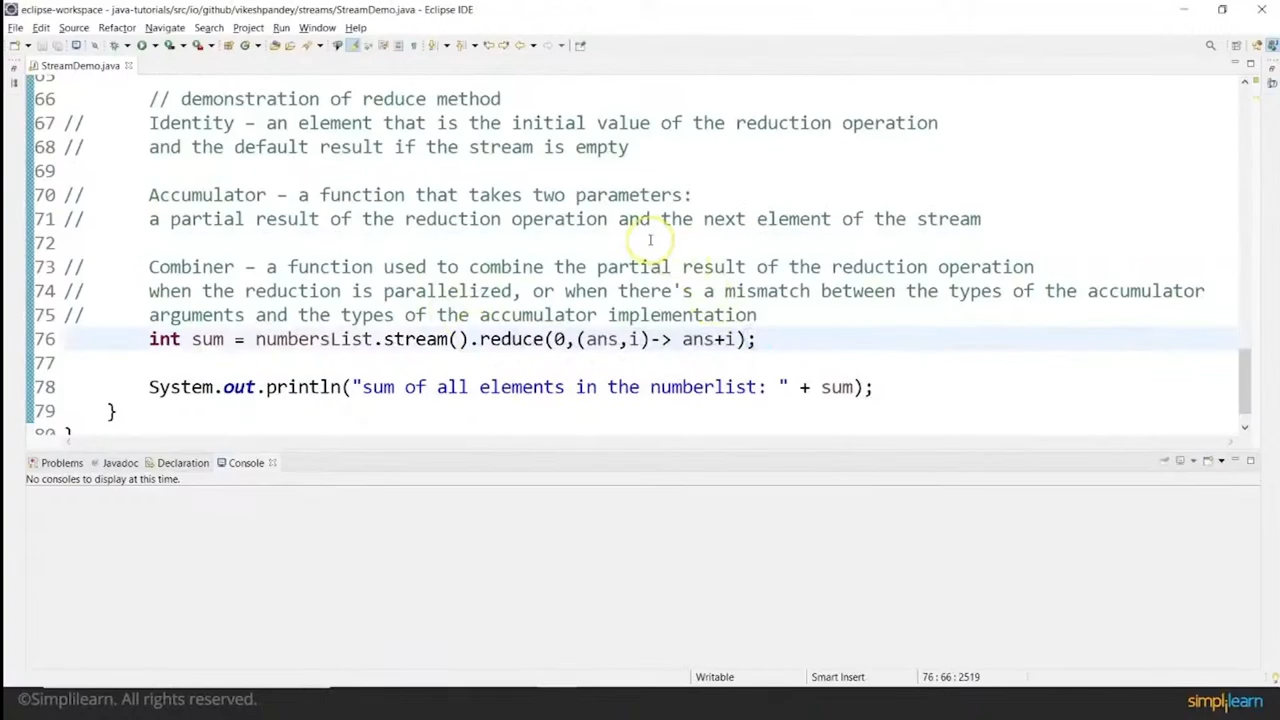 eclipse-workspace - java-tutorials/src/io/github/vikeshpandey/streams/StreamDemo.java - Eclipse IDE
File Edit Source Refactor Navigate Search Project Run Window Help
StreamDemo.java
65
66 // demonstration of reduce method
67 // Identity – an element that is the initial value of the reduction operation
68 // and the default result if the stream is empty
69
70 // Accumulator – a function that takes two parameters:
71 // a partial result of the reduction operation and the next element of the stream
72
73 // Combiner – a function used to combine the partial result of the reduction operation
74 // when the reduction is parallelized, or when there's a mismatch between the types of the accumulator
75 // arguments and the types of the accumulator implementation
76 int sum = numbersList.stream().reduce(0,(ans,i)-> ans+i);
77
78 System.out.println("sum of all elements in the numberlist: " + sum);
79 }
80 }
Problems Javadoc Declaration Console
No consoles to display at this time.
Writable Smart Insert 76 : 66 : 2519
©Simplilearn. All rights reserved.
simplilearn